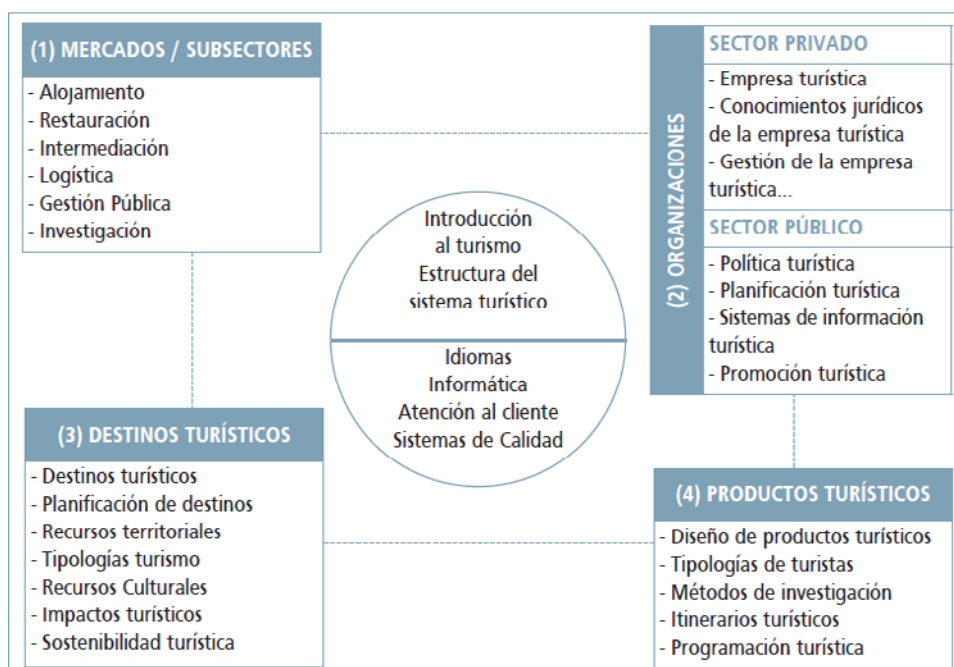 (1) MERCADOS / SUBSECTORES
- Alojamiento
- Restauración
- Intermediación
- Logística
- Gestión Pública
- Investigación
(2) ORGANIZACIONES
SECTOR PRIVADO
- Empresa turística
- Conocimientos jurídicos
de la empresa turística
- Gestión de la empresa
turística...
SECTOR PÚBLICO
- Política turística
- Planificación turística
- Sistemas de información
turística
- Promoción turística
Introducción
al turismo
Estructura del
sistema turístico
Idiomas
Informática
Atención al cliente
Sistemas de Calidad
(3) DESTINOS TURÍSTICOS
- Destinos turísticos
- Planificación de destinos
- Recursos territoriales
- Tipologías turismo
- Recursos Culturales
- Impactos turísticos
- Sostenibilidad turística
(4) PRODUCTOS TURÍSTICOS
- Diseño de productos turísticos
- Tipologías de turistas
- Métodos de investigación
- Itinerarios turísticos
- Programación turística